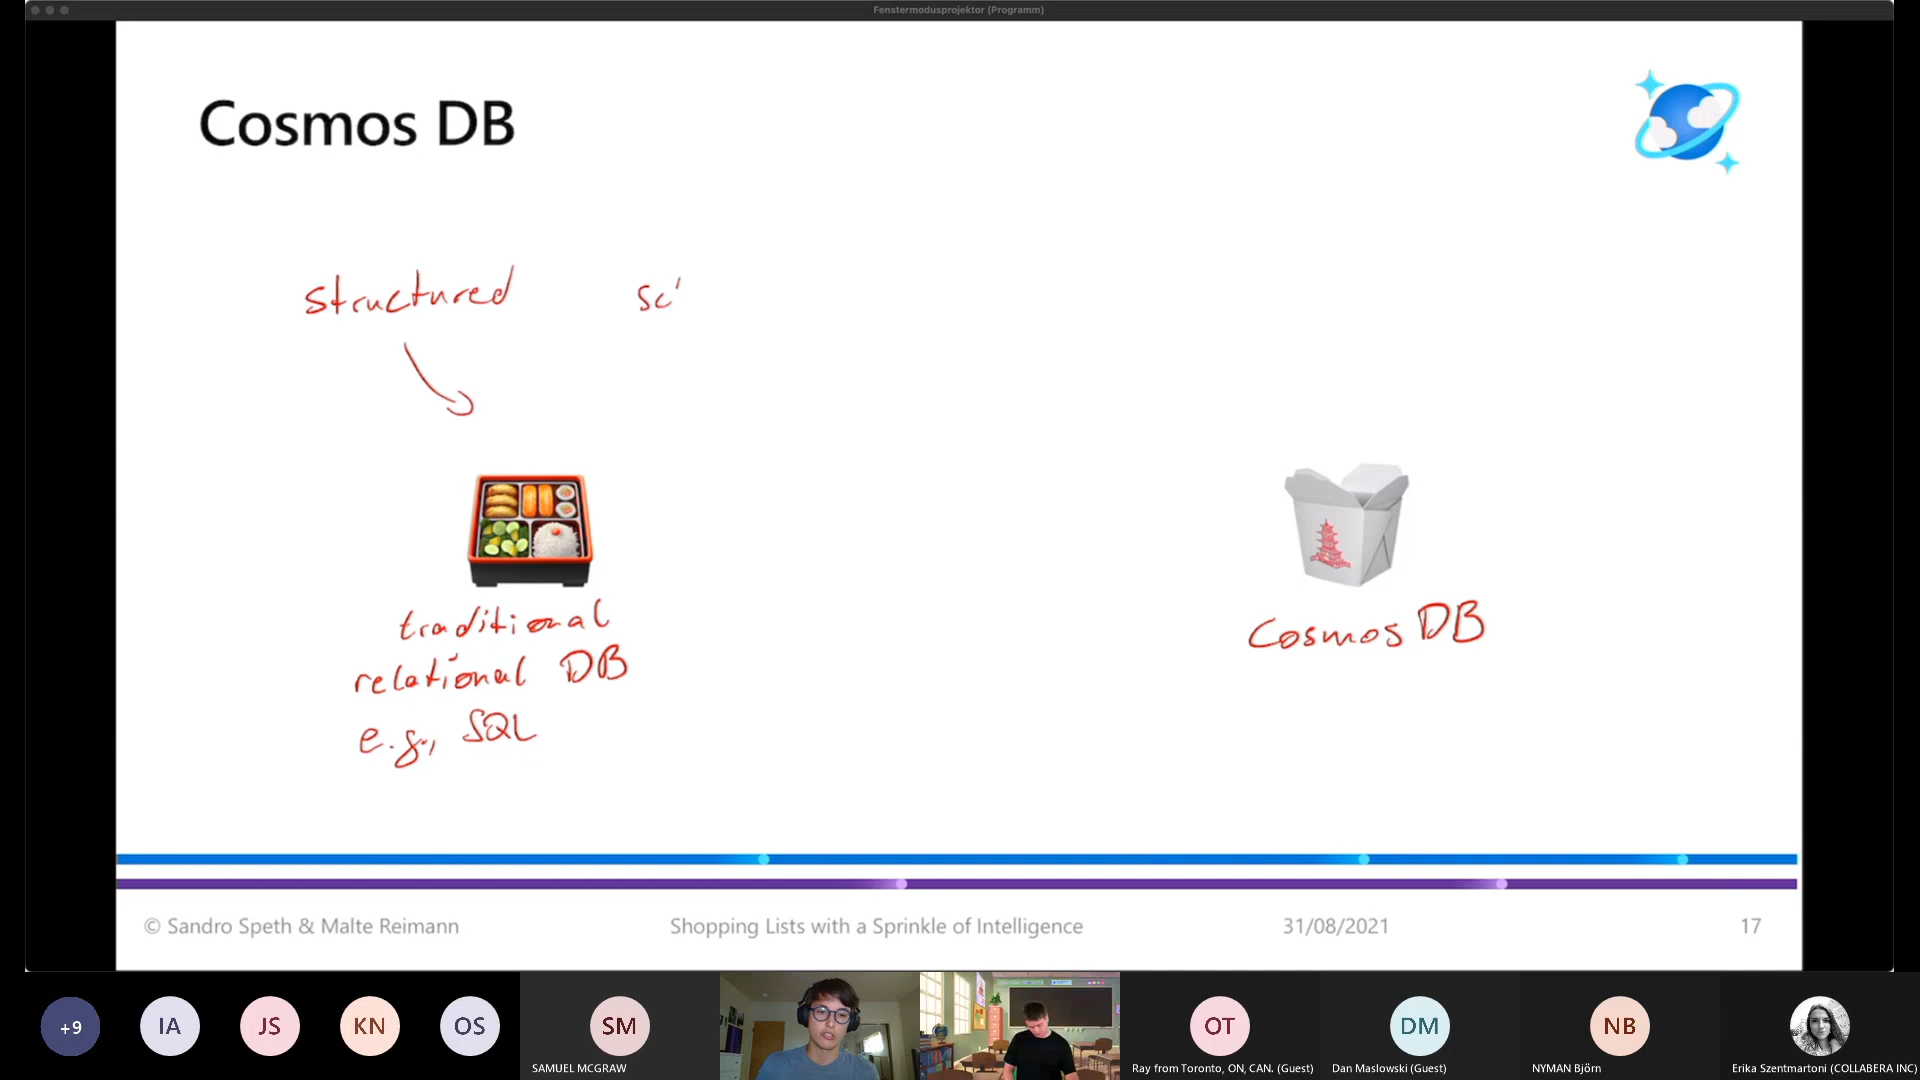 Fenstermodusprojektor (Programm)
Cosmos DB
structured
traditional
relational DB
e.g., SQL
Cosmos DB
© Sandro Speth & Malte Reimann
Shopping Lists with a Sprinkle of Intelligence
31/08/2021
17
+9
IA
JS
KN
OS
SM
OT
DM
NB
SAMUEL MCGRAW
Ray from Toronto, ON, CAN. (Guest)
Dan Maslowski (Guest)
NYMAN Björn
Erika Szentmartoni (COLLABERA INC)